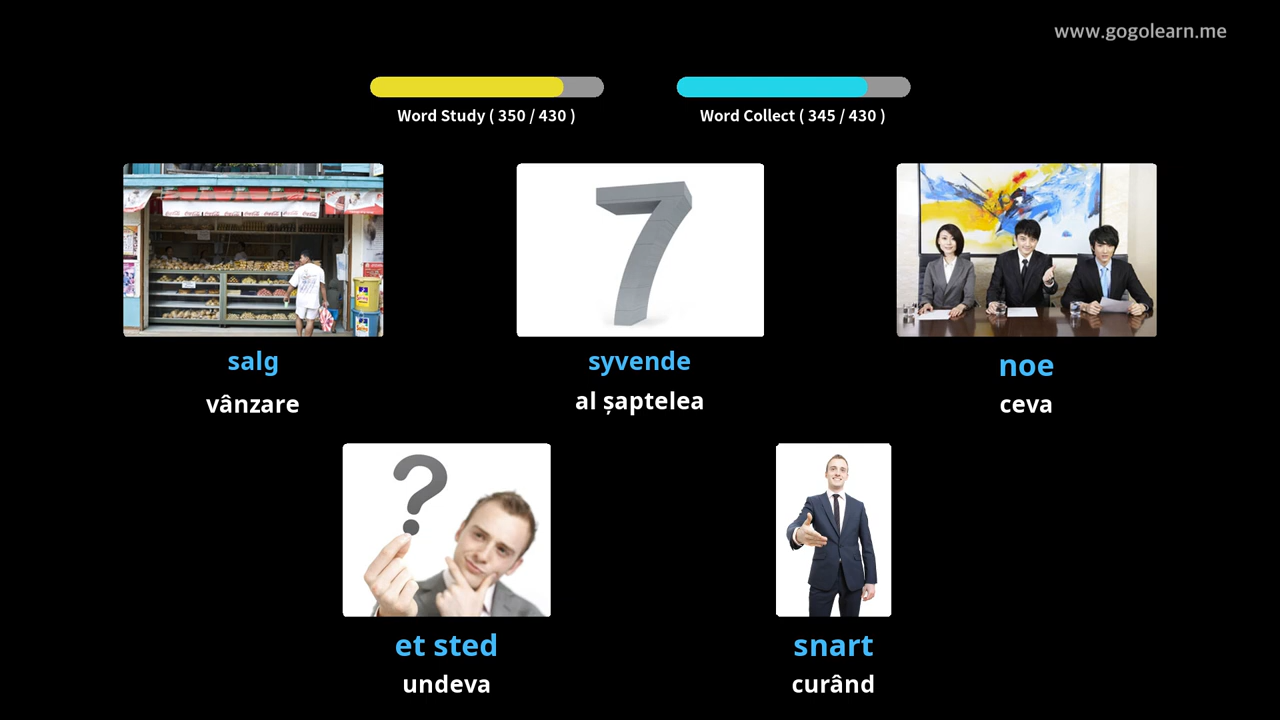 www.gogolearn.me
Word Study ( 350 / 430 )
Word Collect ( 345 / 430 )
7
salg
syvende
noe
vânzare
al șaptelea
ceva
?
et sted
snart
undeva
curând